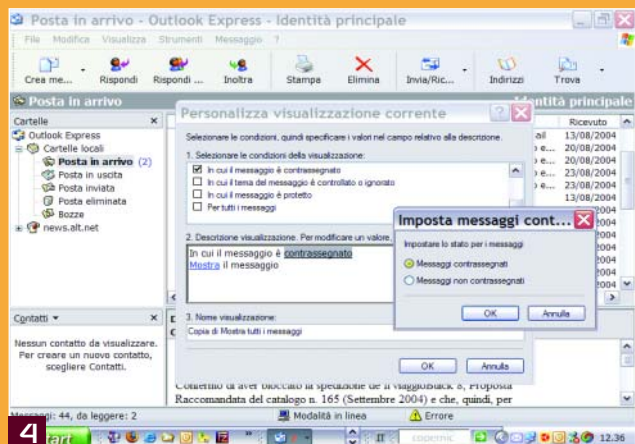 Posta in arrivo - Outlook Express - Identità principale
File Modifica Visualizza Strumenti Messaggio ?
Crea me... Rispondi Rispondi ... Inoltra Stampa Elimina Invia/Ric... Indirizzi Trova
Posta in arrivo
Identità principale
Cartelle
Outlook Express
Cartelle locali
Posta in arrivo (2)
Posta in uscita
Posta inviata
Posta eliminata
Bozze
news.alt.net
Contatti
Nessun contatto da visualizzare.
Per creare un nuovo contatto,
scegliere Contatti.
Personalizza visualizzazione corrente
Selezionare le condizioni, quindi specificare i valori nel campo relativo alla descrizione.
1. Selezionare le condizioni della visualizzazione:
In cui il messaggio è contrassegnato
In cui il tema del messaggio è controllato o ignorato
In cui il messaggio è protetto
Per tutti i messaggi
2. Descrizione visualizzazione. Per modificare un valore,
In cui il messaggio è contrassegnato
Mostra il messaggio
3. Nome visualizzazione:
Copia di Mostra tutti i messaggi
OK Annulla
Ricevuto
13/08/2004
20/08/2004
20/08/2004
23/08/2004
23/08/2004
13/08/2004
Imposta messaggi cont...
Impostare lo stato per i messaggi
Messaggi contrassegnati
Messaggi non contrassegnati
OK Annulla
Raccomandata del catalogo n. 165 (Settembre 2004) e che, quindi, per
Messaggi: 44, da leggere: 2 Modalità in linea Errore
4
start
copernic
12.36